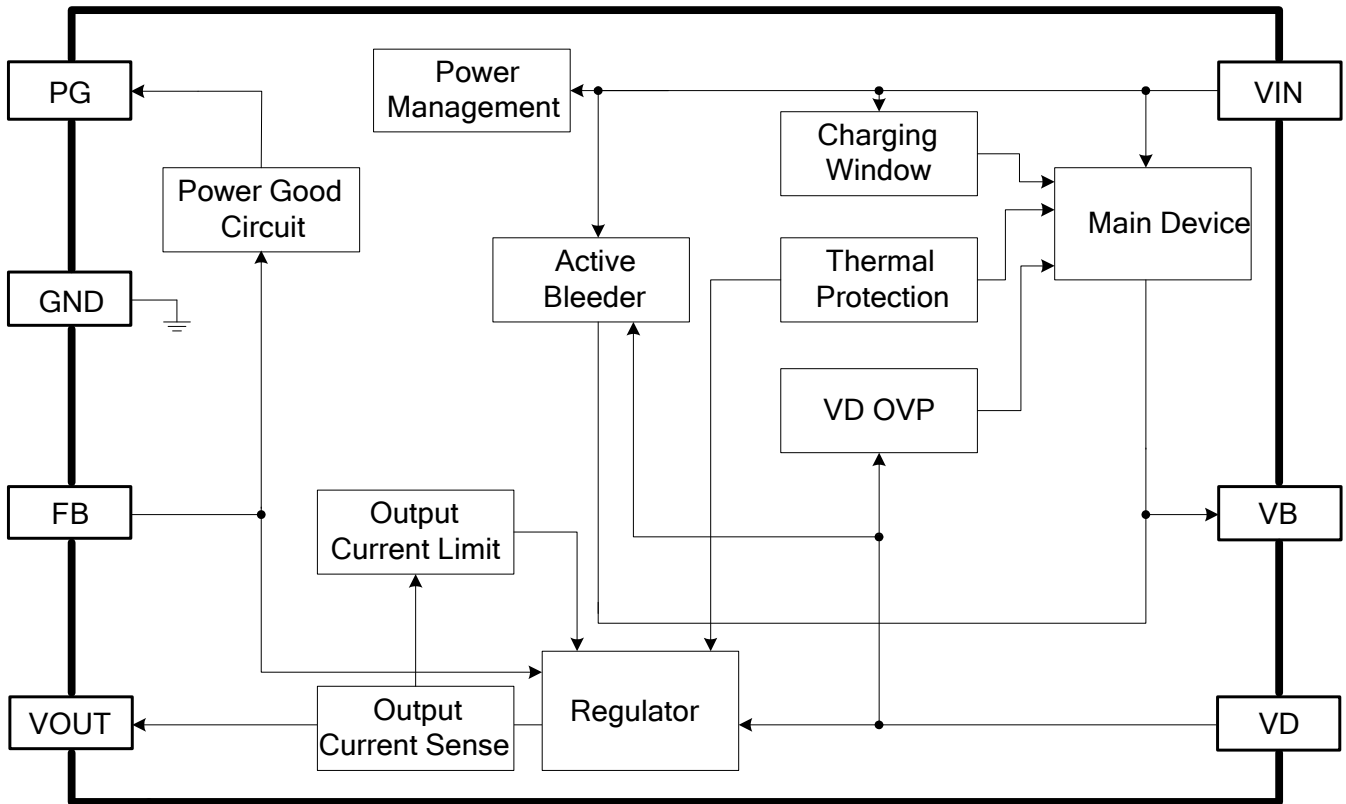 PG
Power
Management
VIN
Charging
Window
Power Good
Circuit
Main Device
Active
Bleeder
Thermal
Protection
GND
VD OVP
FB
Output
Current Limit
VB
VOUT
Output
Current Sense
Regulator
VD